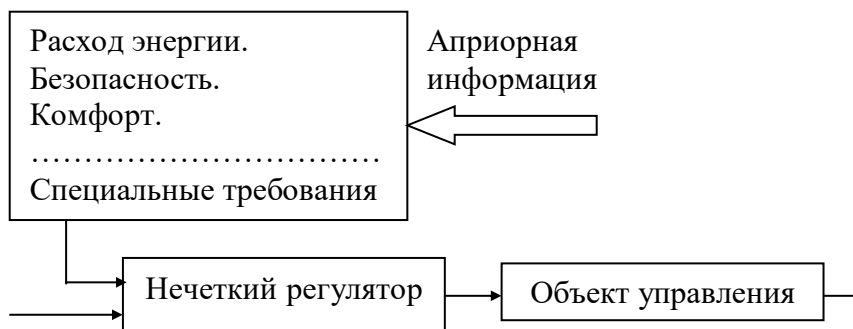 Расход энергии.
Безопасность.
Комфорт.
……………………………
Специальные требования
Априорная
информация
Нечеткий регулятор
Объект управления